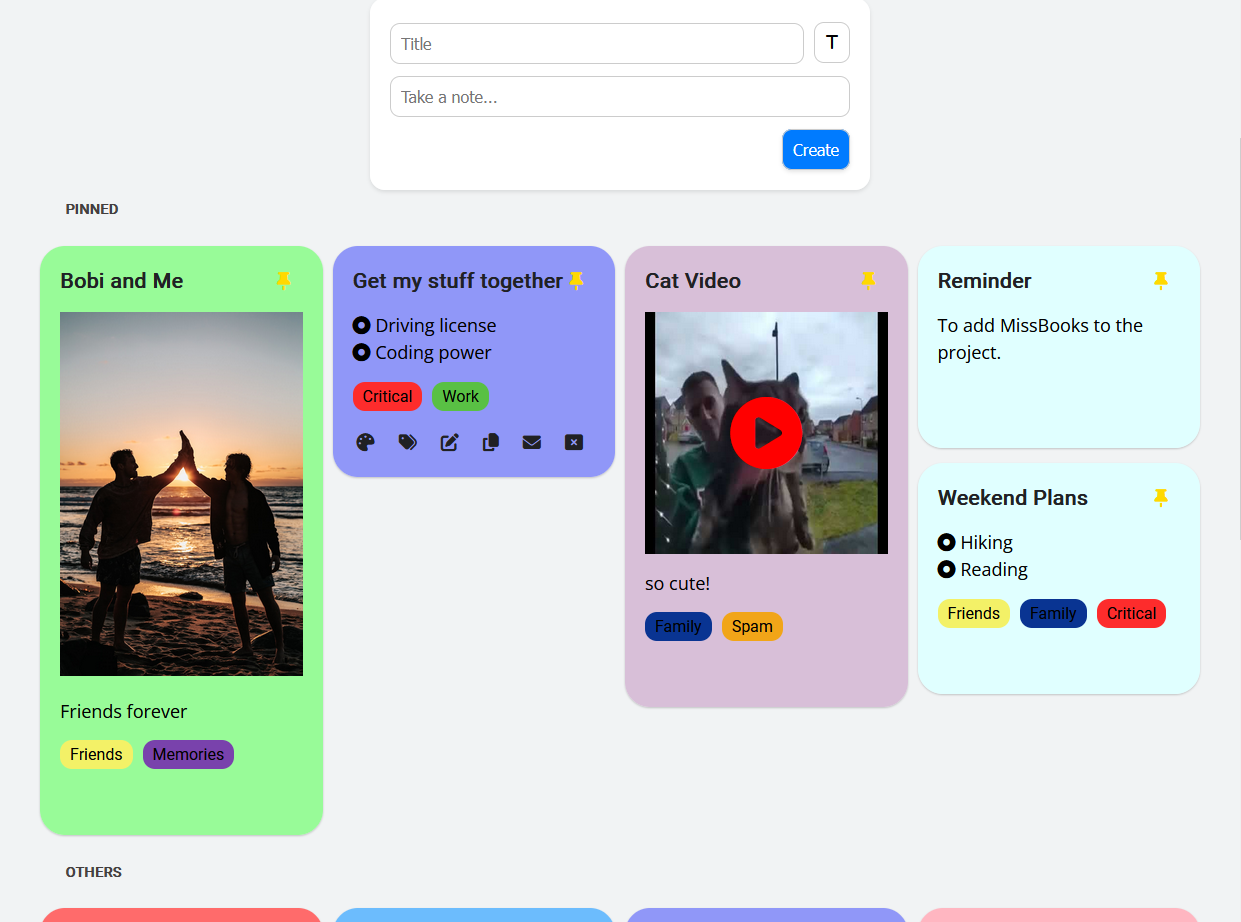 Title
T
Take a note...
Create
PINNED
Bobi and Me
Friends forever
Friends
Memories
Get my stuff together
Driving license
Coding power
Critical
Work
Cat Video
so cute!
Family
Spam
Reminder
To add MissBooks to the
project.
Weekend Plans
Hiking
Reading
Friends
Family
Critical
OTHERS